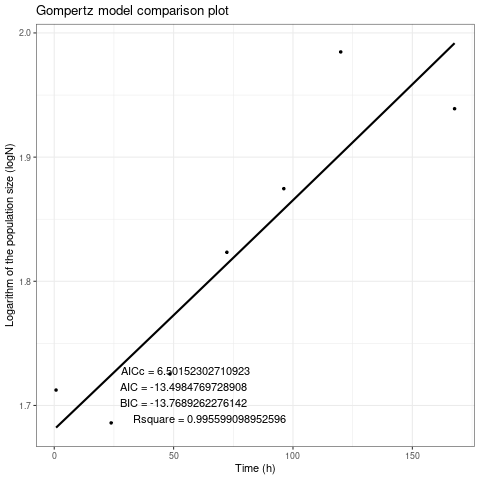 Gompertz model comparison plot
Logarithm of the population size (logN)
2.0
1.9
1.8
1.7
AICc = 6.50152302710923
AIC = -13.4984769728908
BIC = -13.7689262276142
Rsquare = 0.995599098952596
0 50 100 150
Time (h)